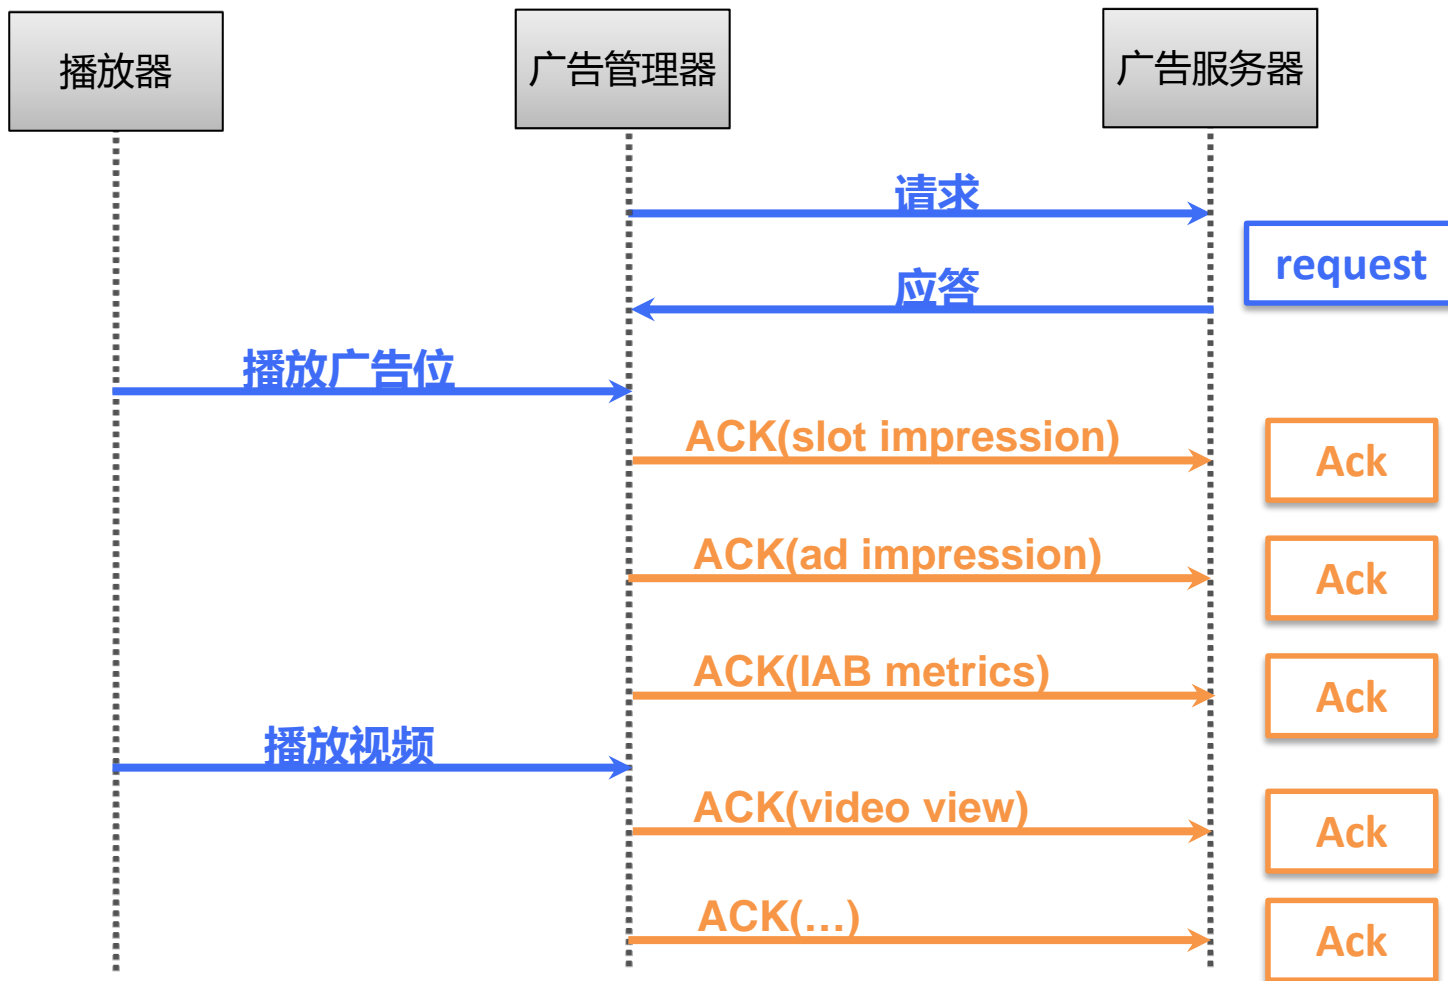 播放器
广告管理器
广告服务器
请求
request
应答
播放广告位
ACK(slot impression)
Ack
ACK(ad impression)
Ack
ACK(IAB metrics)
Ack
播放视频
ACK(video view)
Ack
ACK(...)
Ack